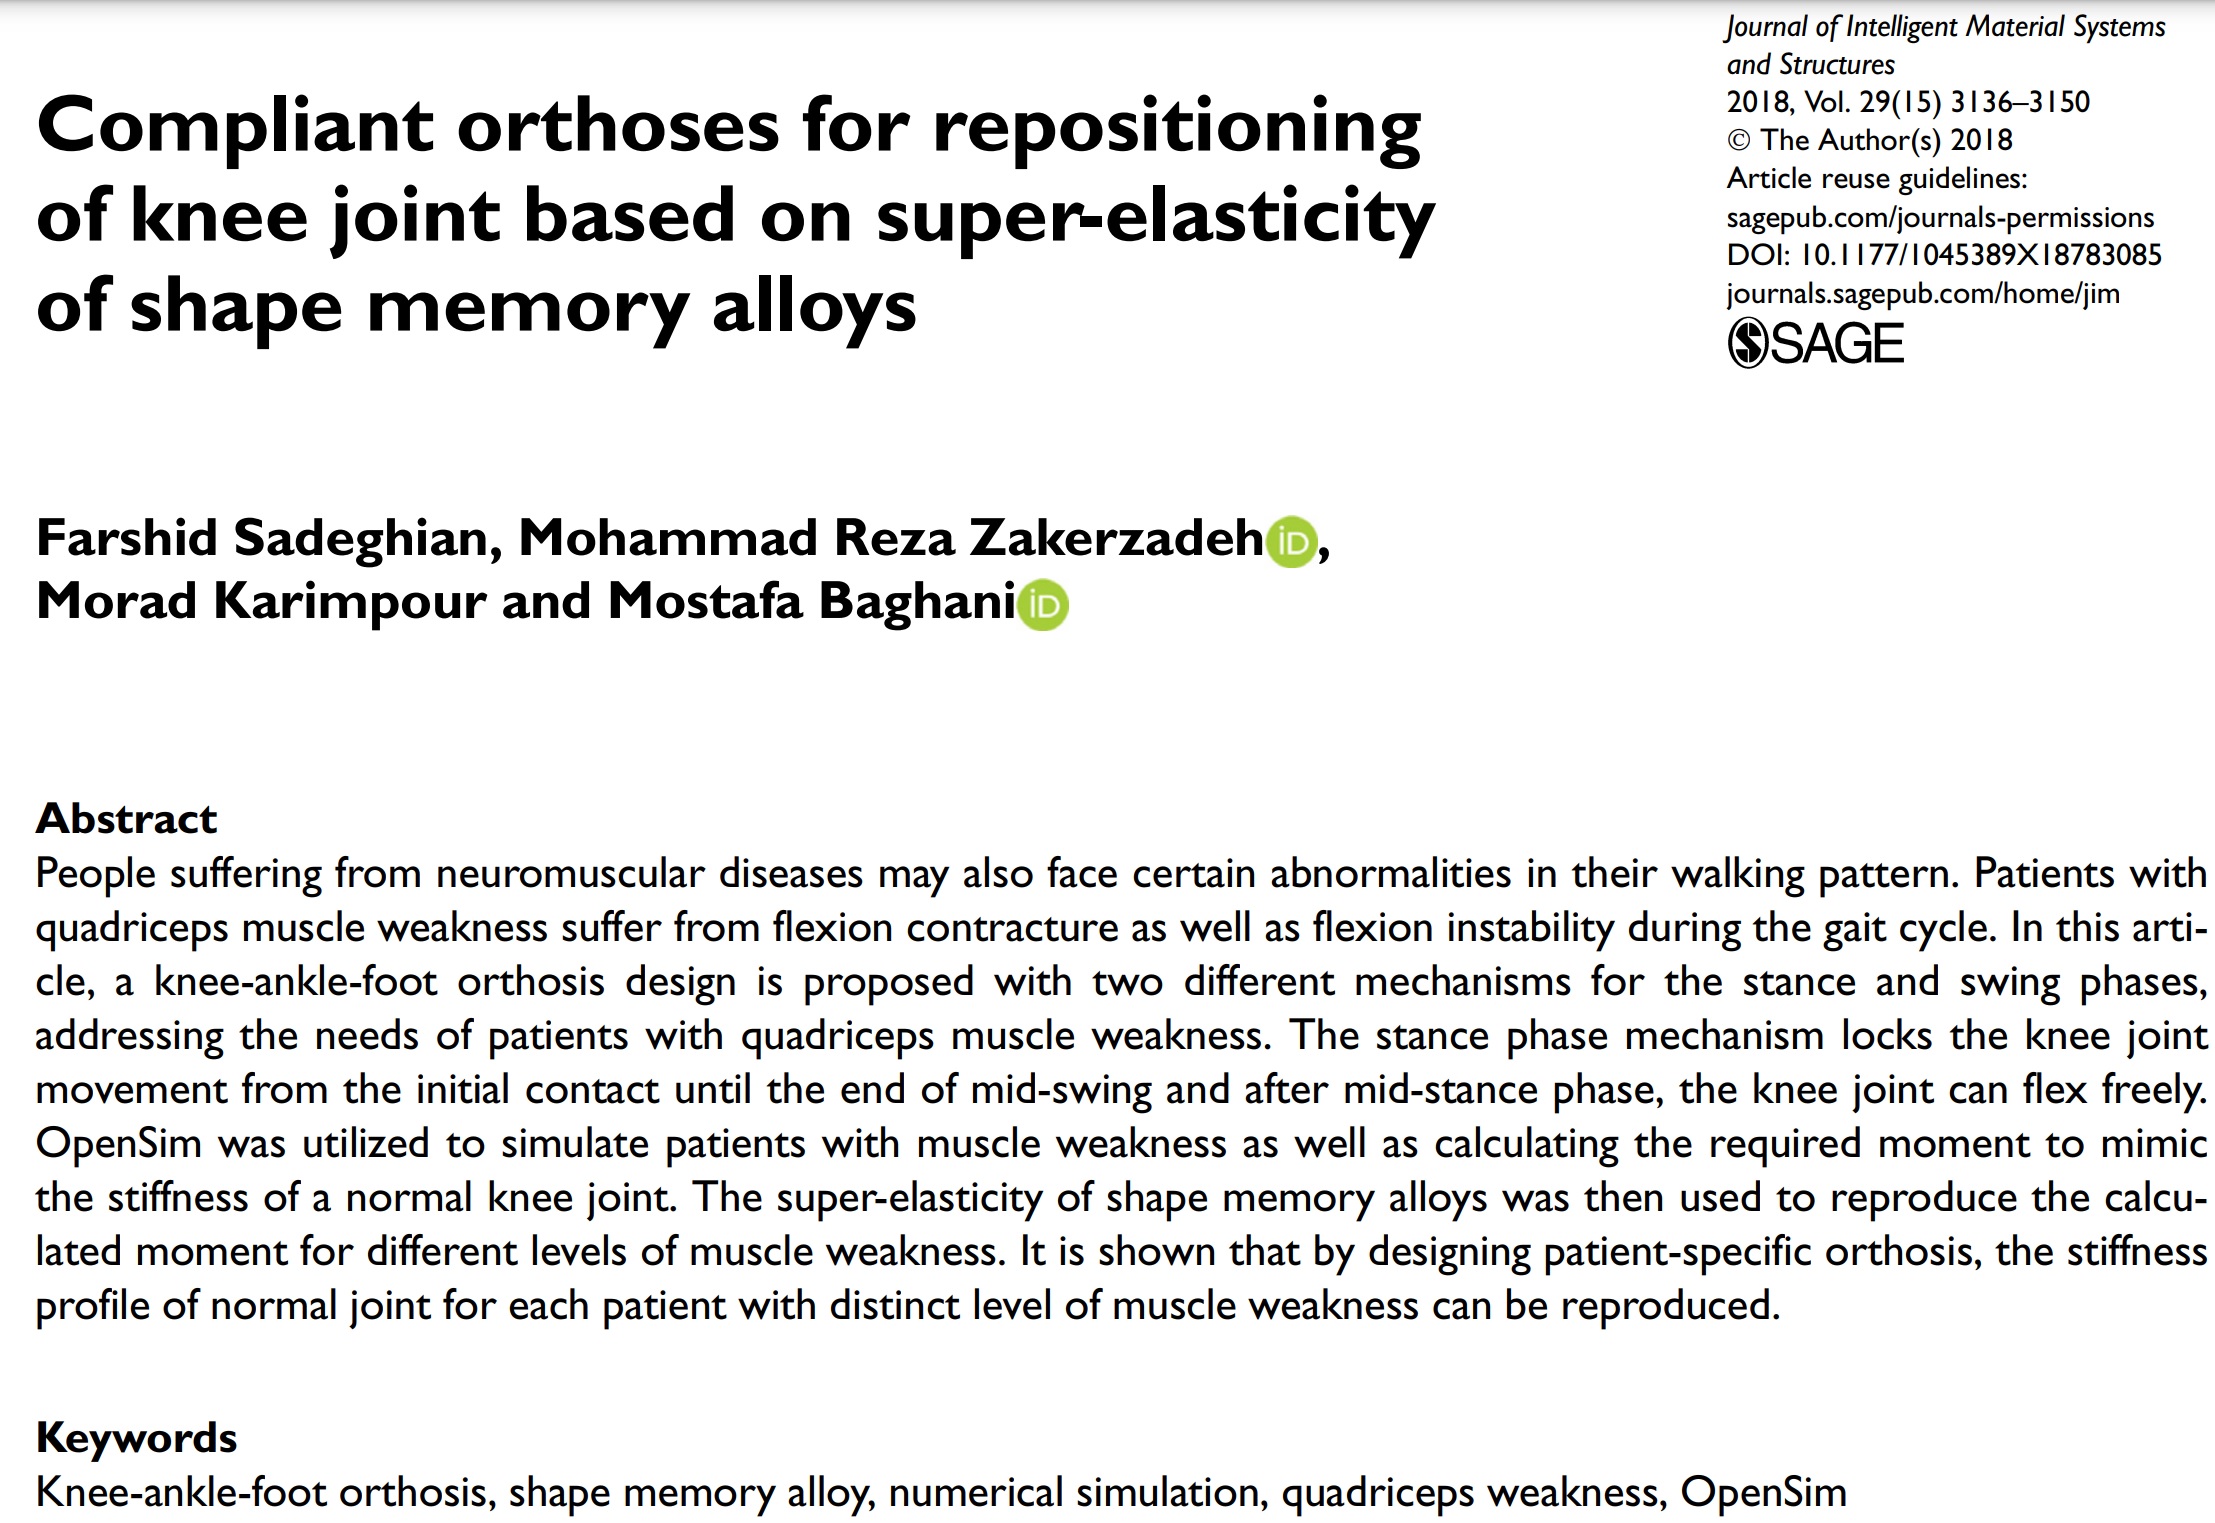 Journal of Intelligent Material Systems
and Structures
2018, Vol. 29(15) 3136–3150
© The Author(s) 2018
Article reuse guidelines:
sagepub.com/journals-permissions
DOI: 10.1177/1045389X18783085
journals.sagepub.com/home/jim
SAGE
Compliant orthoses for repositioning
of knee joint based on super-elasticity
of shape memory alloys
Farshid Sadeghian, Mohammad Reza Zakerzadeh iD,
Morad Karimpour and Mostafa Baghani iD
Abstract
People suffering from neuromuscular diseases may also face certain abnormalities in their walking pattern. Patients with
quadriceps muscle weakness suffer from flexion contracture as well as flexion instability during the gait cycle. In this arti-
cle, a knee-ankle-foot orthosis design is proposed with two different mechanisms for the stance and swing phases,
addressing the needs of patients with quadriceps muscle weakness. The stance phase mechanism locks the knee joint
movement from the initial contact until the end of mid-swing and after mid-stance phase, the knee joint can flex freely.
OpenSim was utilized to simulate patients with muscle weakness as well as calculating the required moment to mimic
the stiffness of a normal knee joint. The super-elasticity of shape memory alloys was then used to reproduce the calcu-
lated moment for different levels of muscle weakness. It is shown that by designing patient-specific orthosis, the stiffness
profile of normal joint for each patient with distinct level of muscle weakness can be reproduced.
Keywords
Knee-ankle-foot orthosis, shape memory alloy, numerical simulation, quadriceps weakness, OpenSim